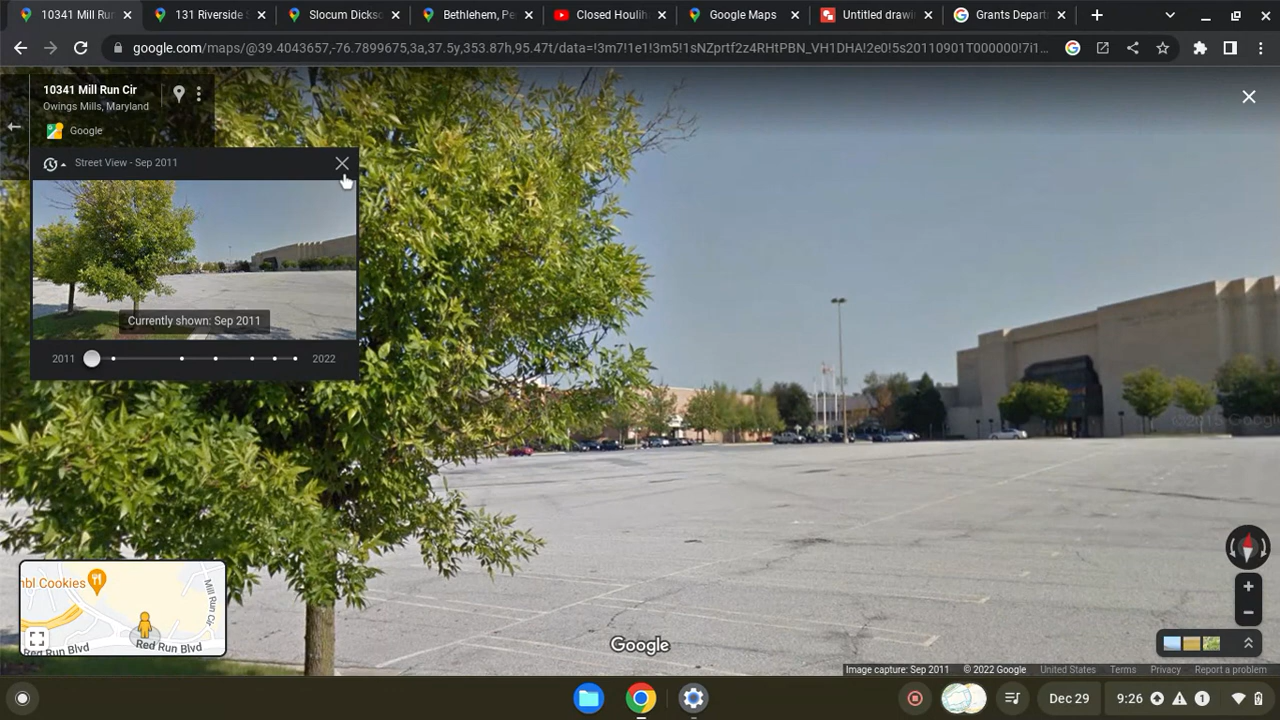 10341 Mill Ru
131 Riverside
Slocum Dicks
Bethlehem, Pe
Closed Houlih
Google Maps
Untitled drawi
Grants Depart
google.com/maps/@39.4043657,-76.7899675,3a,37.5y,353.87h,95.47t/data=!3m7!1e1!3m5!1sNZprtf2z4RHtPBN_VH1DHA!2e0!5s20110901T000000!7i1...
10341 Mill Run Cir
Owings Mills, Maryland
Google
Street View - Sep 2011
Currently shown: Sep 2011
2011
2022
nbl Cookies
Mill Run Cir
Red Run Blvd
Red Run Blvd
Google
Image capture: Sep 2011 © 2022 Google United States Terms Privacy Report a problem
Dec 29
9:26
1